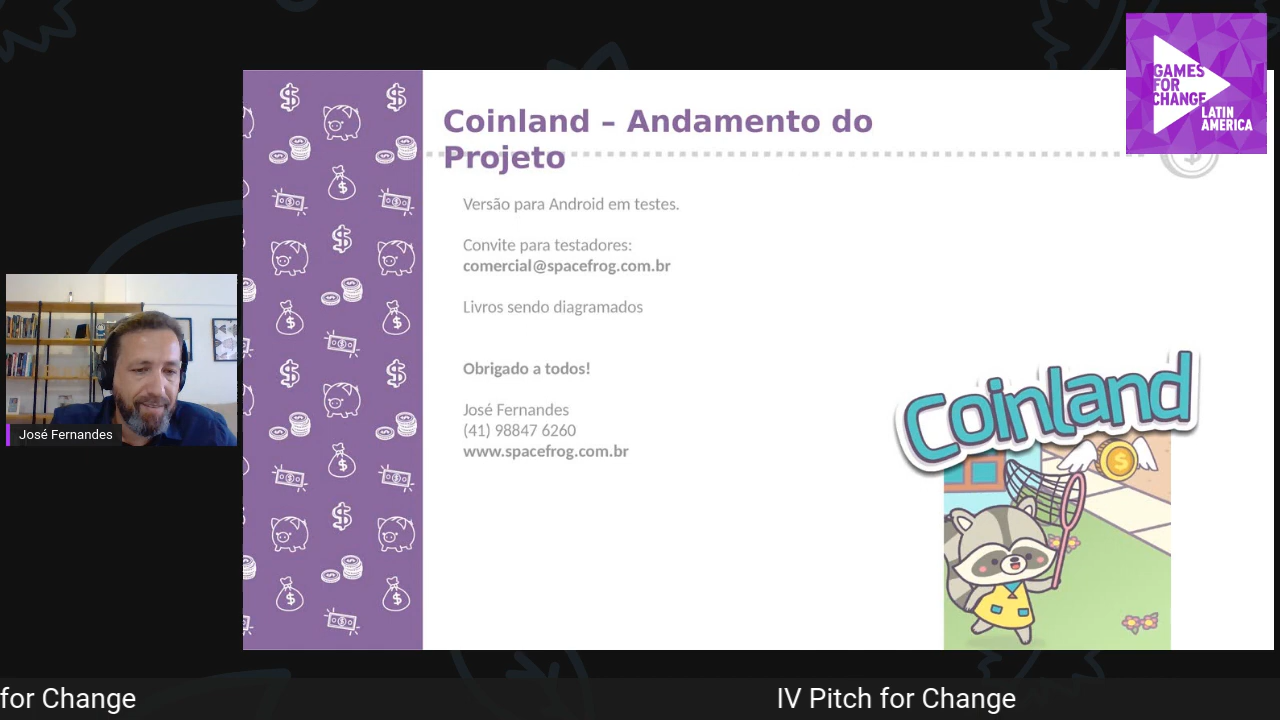 GAMES
FOR
CHANGE
LATIN
AMERICA
Coinland – Andamento do
Projeto
Versão para Android em testes.
Convite para testadores:
comercial@spacefrog.com.br
Livros sendo diagramados
Obrigado a todos!
José Fernandes
(41) 98847 6260
www.spacefrog.com.br
Coinland
José Fernandes
for Change
IV Pitch for Change